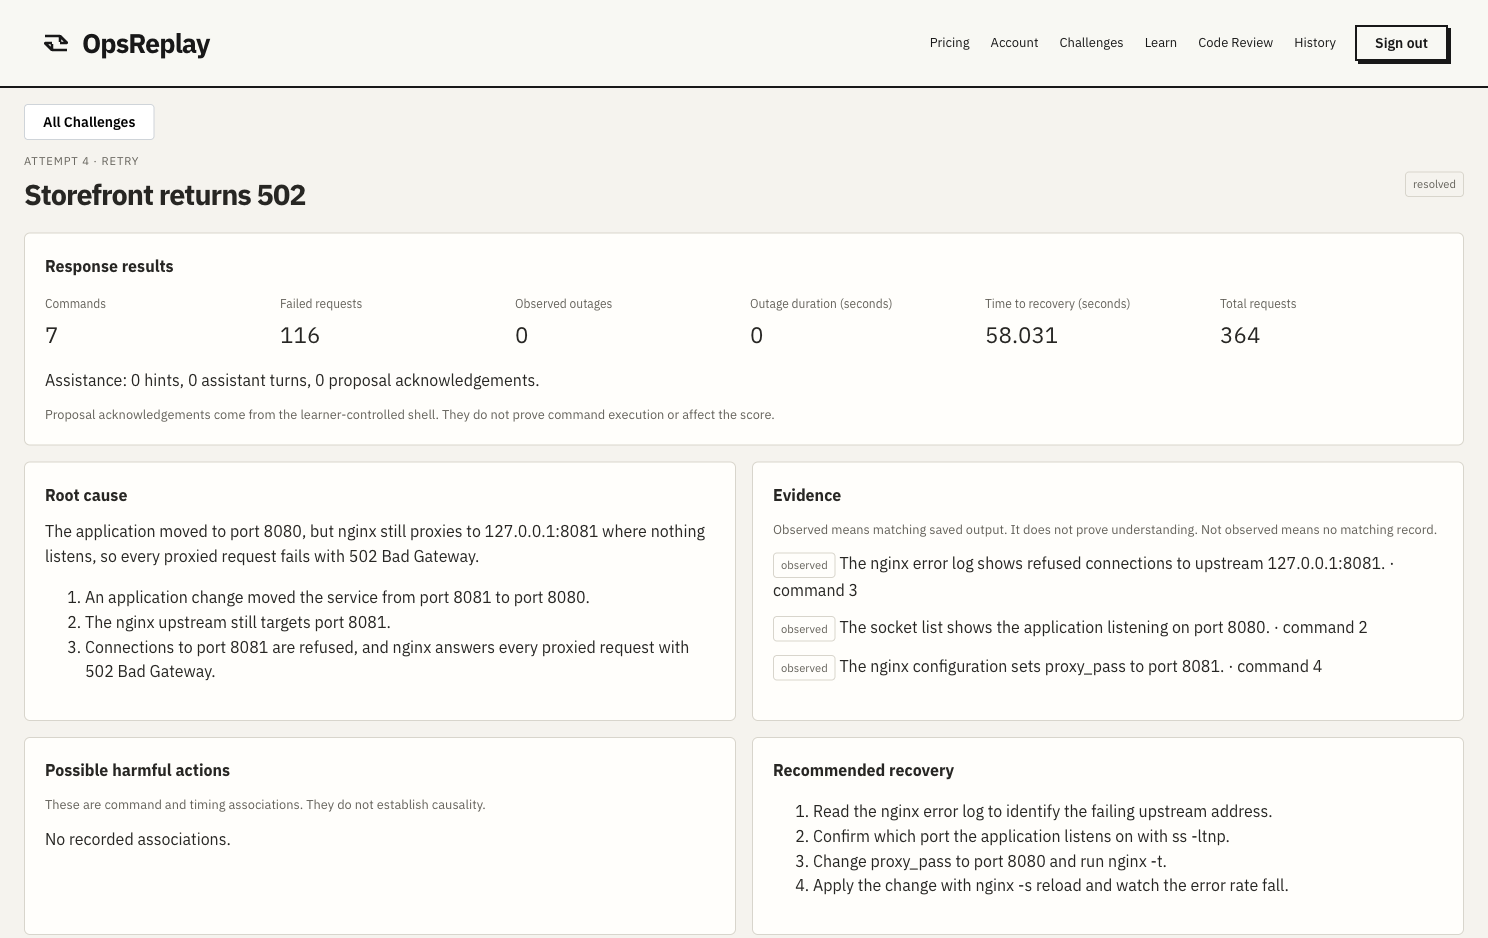 OpsReplay
Pricing Account Challenges Learn Code Review History Sign out
All Challenges
ATTEMPT 4 · RETRY
Storefront returns 502
resolved
Response results
Commands Failed requests Observed outages Outage duration (seconds) Time to recovery (seconds) Total requests
7 116 0 0 58.031 364
Assistance: 0 hints, 0 assistant turns, 0 proposal acknowledgements.
Proposal acknowledgements come from the learner-controlled shell. They do not prove command execution or affect the score.
Root cause
The application moved to port 8080, but nginx still proxies to 127.0.0.1:8081 where nothing
listens, so every proxied request fails with 502 Bad Gateway.
1. An application change moved the service from port 8081 to port 8080.
2. The nginx upstream still targets port 8081.
3. Connections to port 8081 are refused, and nginx answers every proxied request with
502 Bad Gateway.
Evidence
Observed means matching saved output. It does not prove understanding. Not observed means no matching record.
observed The nginx error log shows refused connections to upstream 127.0.0.1:8081. ·
command 3
observed The socket list shows the application listening on port 8080. · command 2
observed The nginx configuration sets proxy_pass to port 8081. · command 4
Possible harmful actions
These are command and timing associations. They do not establish causality.
No recorded associations.
Recommended recovery
1. Read the nginx error log to identify the failing upstream address.
2. Confirm which port the application listens on with ss -ltnp.
3. Change proxy_pass to port 8080 and run nginx -t.
4. Apply the change with nginx -s reload and watch the error rate fall.